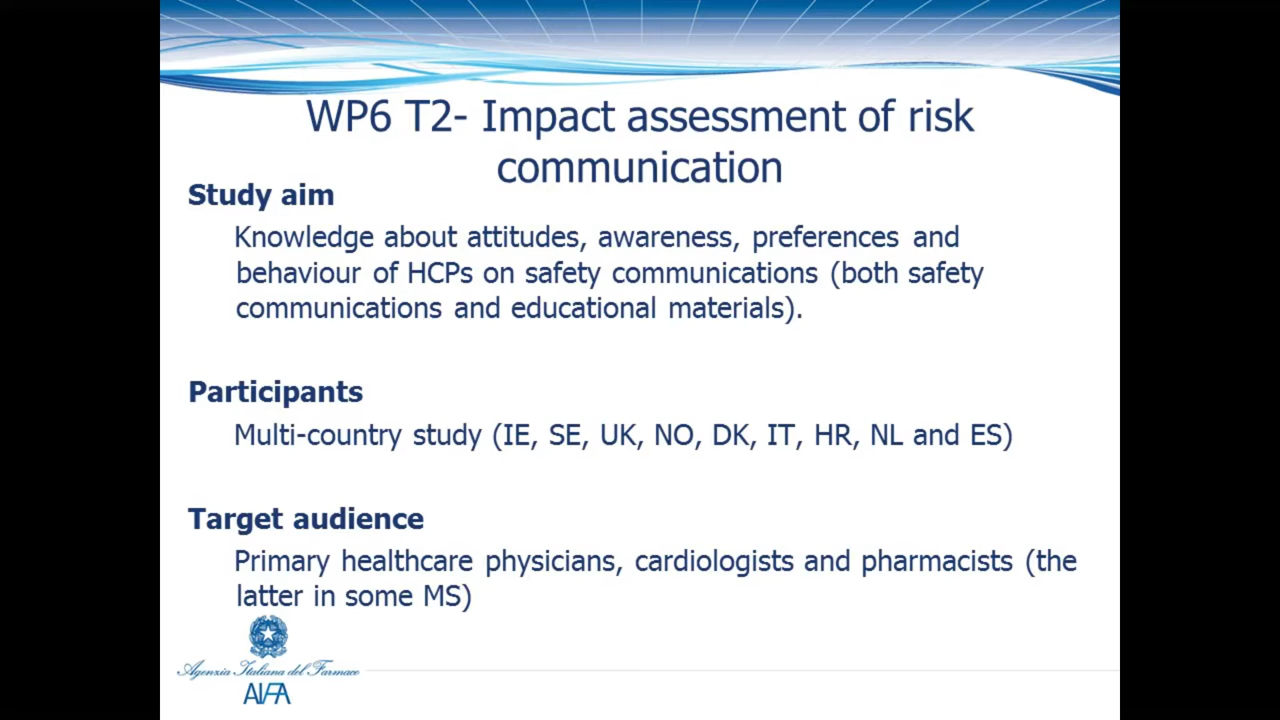 WP6 T2- Impact assessment of risk
communication
Study aim
Knowledge about attitudes, awareness, preferences and
behaviour of HCPs on safety communications (both safety
communications and educational materials).
Participants
Multi-country study (IE, SE, UK, NO, DK, IT, HR, NL and ES)
Target audience
Primary healthcare physicians, cardiologists and pharmacists (the
latter in some MS)
Agenzia Italiana del Farmaco
AIFA